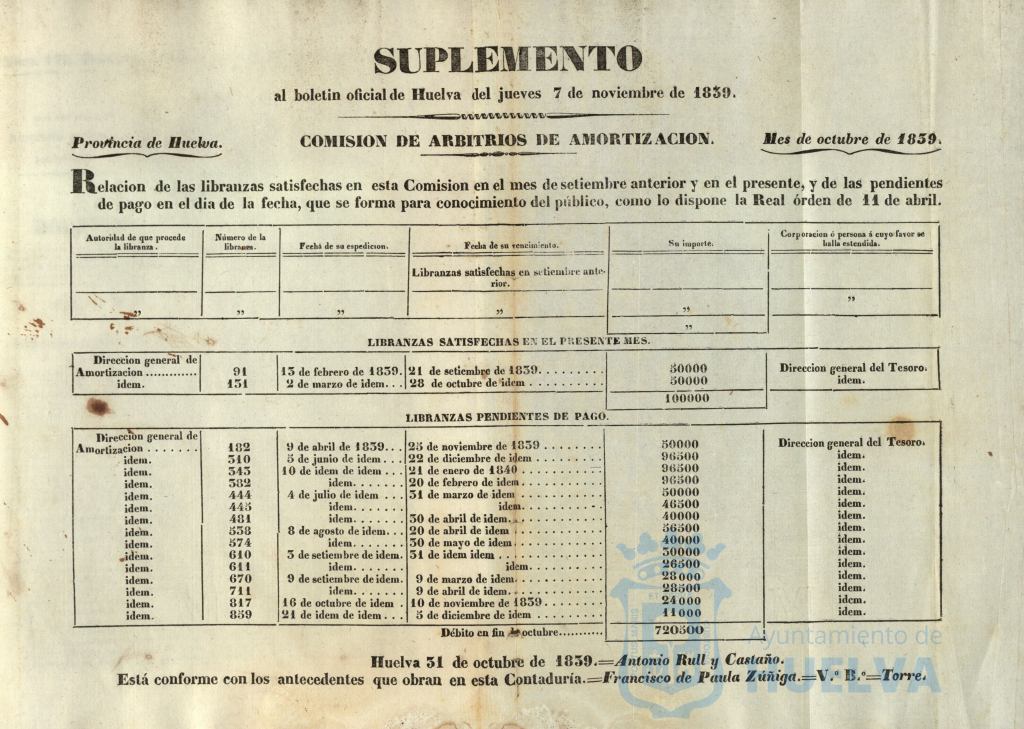 SUPLEMENTO
al boletin oficial de Huelva del jueves 7 de noviembre de 1839.
Provincia de Huelva. COMISION DE ARBITRIOS DE AMORTIZACION. Mes de octubre de 1839.
Relacion de las libranzas satisfechas en esta Comision en el mes de setiembre anterior y en el presente, y de las pendientes
de pago en el dia de la fecha, que se forma para conocimiento del público, como lo dispone la Real órden de 11 de abril.
Autoridad de que procede la libranza. Número de la libranza. Fecha de su espedicion. Fecha de su vencimiento. Su importe. Corporacion ó persona á cuyo favor se halla estendida.
Libranzas satisfechas en setiembre ante-
rior.
„ „ „ „ „ „
„
LIBRANZAS SATISFECHAS EN EL PRESENTE MES.
Direccion general de
Amortizacion ............. 91 13 de febrero de 1839. 21 de setiembre de 1839. . . . . . . . . 50000 Direccion general del Tesoro.
idem. 131 2 de marzo de idem. . 28 de octubre de idem . . . . . . . . . . 50000 idem.
100000
LIBRANZAS PENDIENTES DE PAGO.
Direccion general de
Amortizacion . . . . . . . 182 9 de abril de 1839. . . 25 de noviembre de 1839 . . . . . . . . 50000 Direccion general del Tesoro.
idem. 310 5 de junio de idem . . . 22 de diciembre de idem . . . . . . . . . 96500 idem.
idem. 343 10 de idem de idem . . . 21 de enero de 1840 . . . . . . . . . . . 96500 idem.
idem. 382 idem. . . . . . . 20 de febrero de idem . . . . . . . . . . 96500 idem.
idem. 444 4 de julio de idem . . . 31 de marzo de idem . . . . . . . . . . . 50000 idem.
idem. 445 idem. . . . . . . idem. . . . . . . . . . . 46500 idem.
idem. 481 idem. . . . . . . 30 de abril de idem. . . . . . . . . . . . 40000 idem.
idem. 538 8 de agosto de idem. . . 20 de abril de idem . . . . . . . . . . . 36500 idem.
idem. 574 idem. . . . . . . 30 de mayo de idem. . . . . . . . . . . . 40000 idem.
idem. 610 3 de setiembre de idem. 31 de idem idem . . . . . . . . . . . . . 30000 idem.
idem. 611 idem. . . . . . . idem. . . . . . . . . . . 26500 idem.
idem. 670 9 de setiembre de idem. 9 de marzo de idem. . . . . . . . . . . . 28000 idem.
idem. 711 idem. . . . . . . 9 de abril de idem. . . . . . . . . . . . 28500 idem.
idem. 817 16 de octubre de idem . 10 de noviembre de 1839. . . . . . . . . 24000 idem.
idem. 859 21 de idem de idem . . . 5 de diciembre de idem . . . . . . . . . 11000 idem.
Débito en fin de octubre........... 720500
Huelva 31 de octubre de 1839.=Antonio Rull y Castaño.
Está conforme con los antecedentes que obran en esta Contaduría.=Francisco de Paula Zúñiga.=V.º B.º=Torre.
Ayuntamiento de
HUELVA